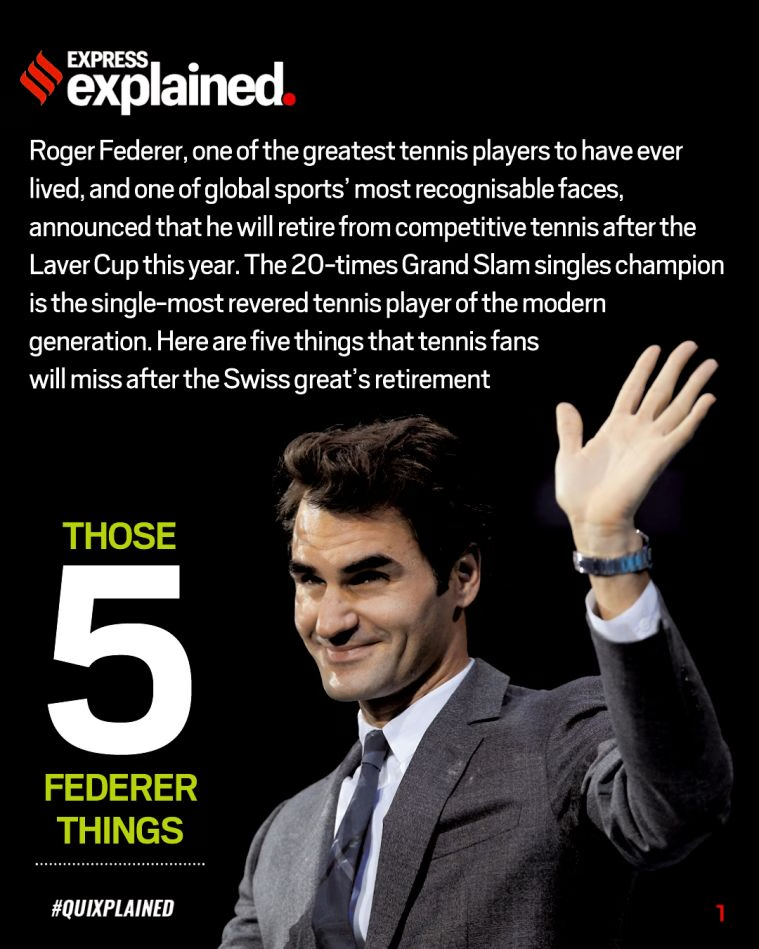 EXPRESS
explained.
Roger Federer, one of the greatest tennis players to have ever
lived, and one of global sports’ most recognisable faces,
announced that he will retire from competitive tennis after the
Laver Cup this year. The 20-times Grand Slam singles champion
is the single-most revered tennis player of the modern
generation. Here are five things that tennis fans
will miss after the Swiss great’s retirement
THOSE
5
FEDERER
THINGS
#QUIXPLAINED
1